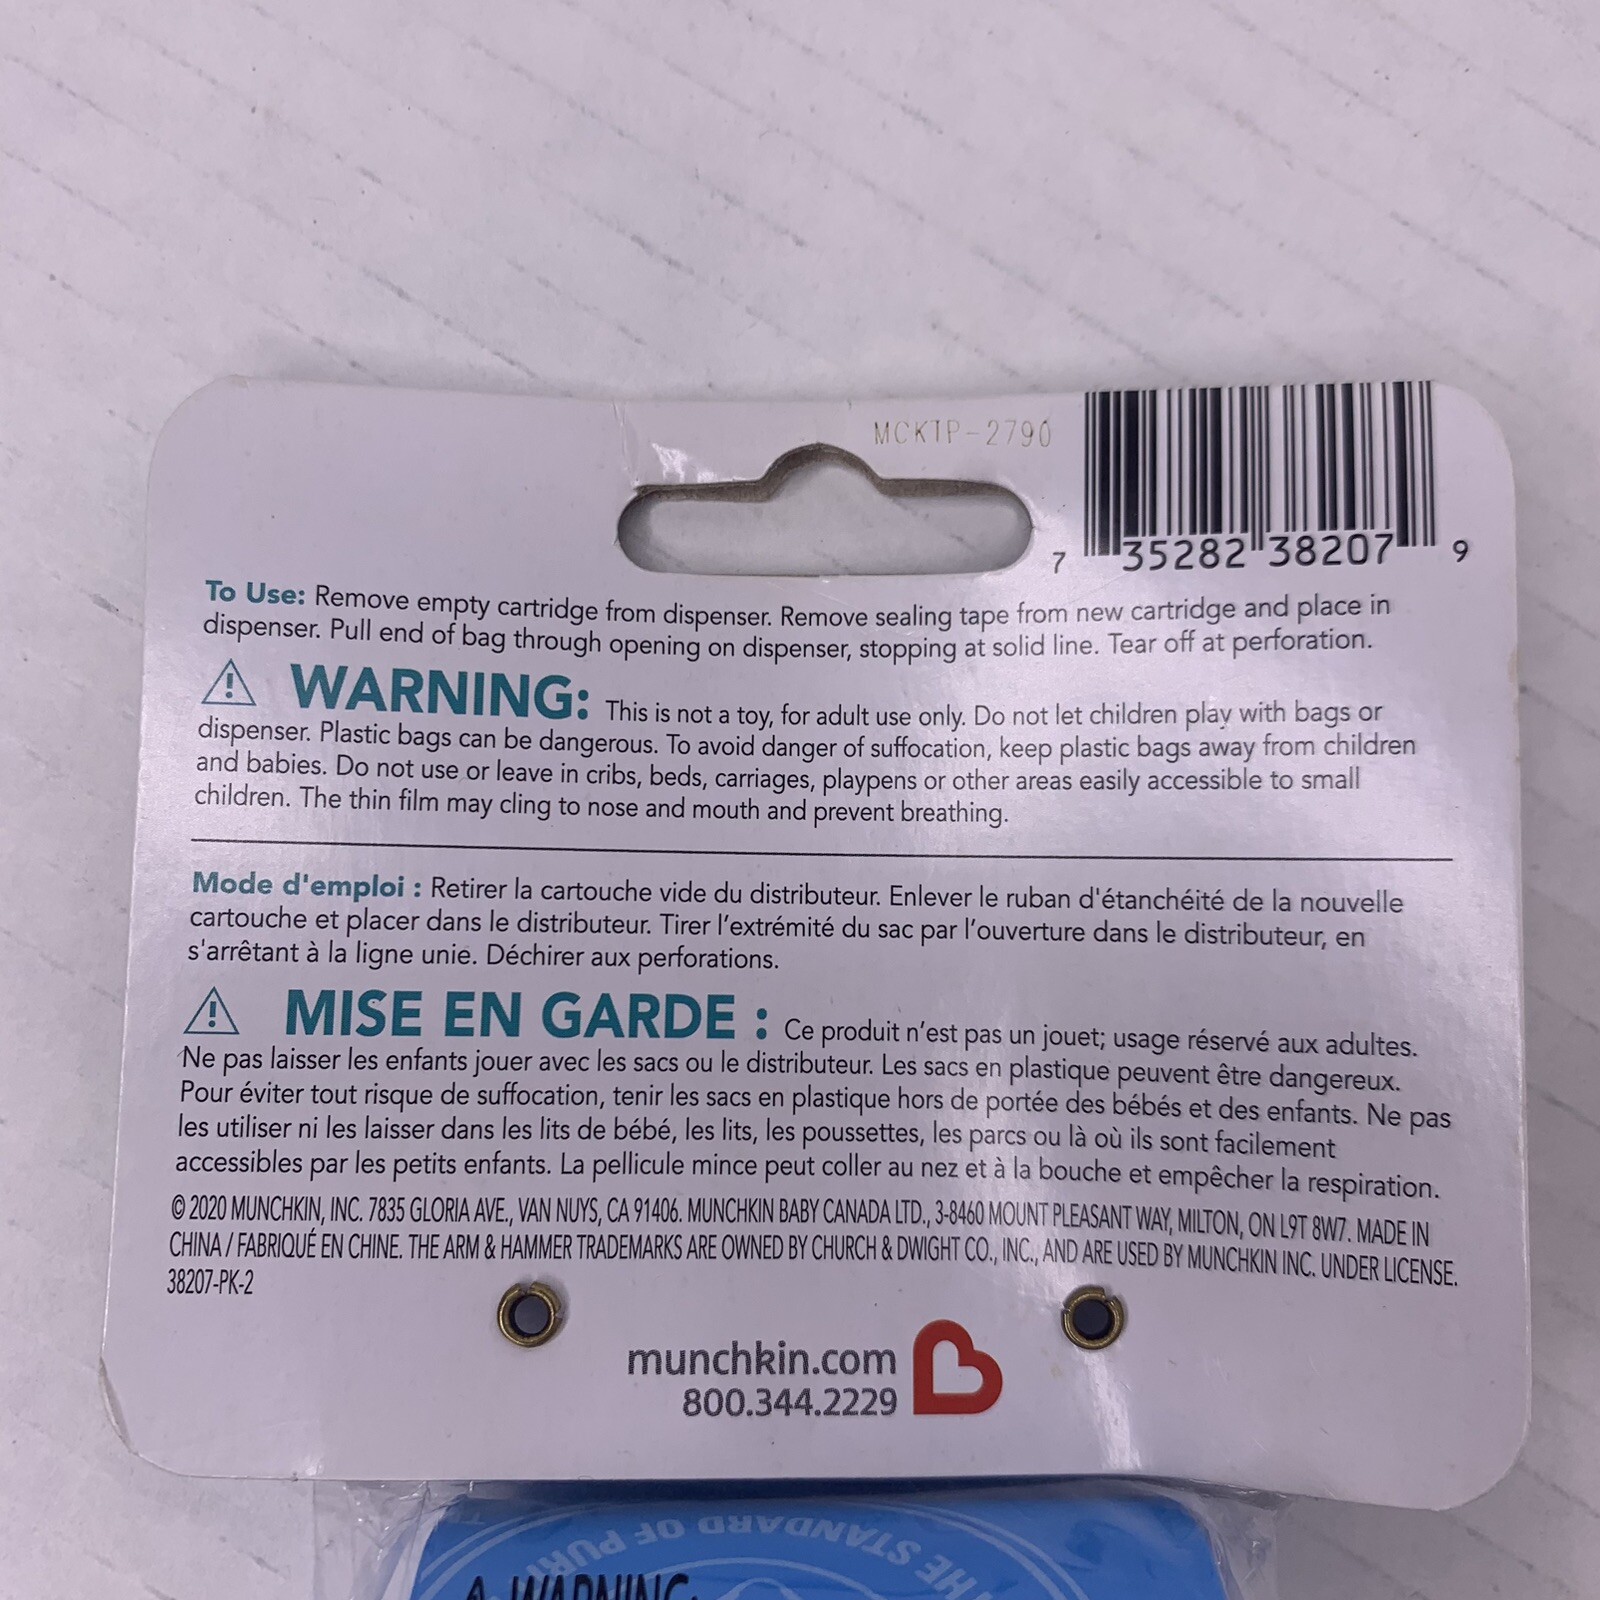 MCKTP-2790
7 35282 38207 9
To Use: Remove empty cartridge from dispenser. Remove sealing tape from new cartridge and place in
dispenser. Pull end of bag through opening on dispenser, stopping at solid line. Tear off at perforation.
WARNING: This is not a toy, for adult use only. Do not let children play with bags or
dispenser. Plastic bags can be dangerous. To avoid danger of suffocation, keep plastic bags away from children
and babies. Do not use or leave in cribs, beds, carriages, playpens or other areas easily accessible to small
children. The thin film may cling to nose and mouth and prevent breathing.
Mode d'emploi : Retirer la cartouche vide du distributeur. Enlever le ruban d'étanchéité de la nouvelle
cartouche et placer dans le distributeur. Tirer l'extrémité du sac par l'ouverture dans le distributeur, en
s'arrêtant à la ligne unie. Déchirer aux perforations.
MISE EN GARDE : Ce produit n'est pas un jouet; usage réservé aux adultes.
Ne pas laisser les enfants jouer avec les sacs ou le distributeur. Les sacs en plastique peuvent être dangereux.
Pour éviter tout risque de suffocation, tenir les sacs en plastique hors de portée des bébés et des enfants. Ne pas
les utiliser ni les laisser dans les lits de bébé, les lits, les poussettes, les parcs ou là où ils sont facilement
accessibles par les petits enfants. La pellicule mince peut coller au nez et à la bouche et empêcher la respiration.
© 2020 MUNCHKIN, INC. 7835 GLORIA AVE., VAN NUYS, CA 91406. MUNCHKIN BABY CANADA LTD., 3-8460 MOUNT PLEASANT WAY, MILTON, ON L9T 8W7. MADE IN
CHINA / FABRIQUÉ EN CHINE. THE ARM & HAMMER TRADEMARKS ARE OWNED BY CHURCH & DWIGHT CO., INC., AND ARE USED BY MUNCHKIN INC. UNDER LICENSE.
38207-PK-2
munchkin.com
800.344.2229
THE STANDARD OF
WARNING: